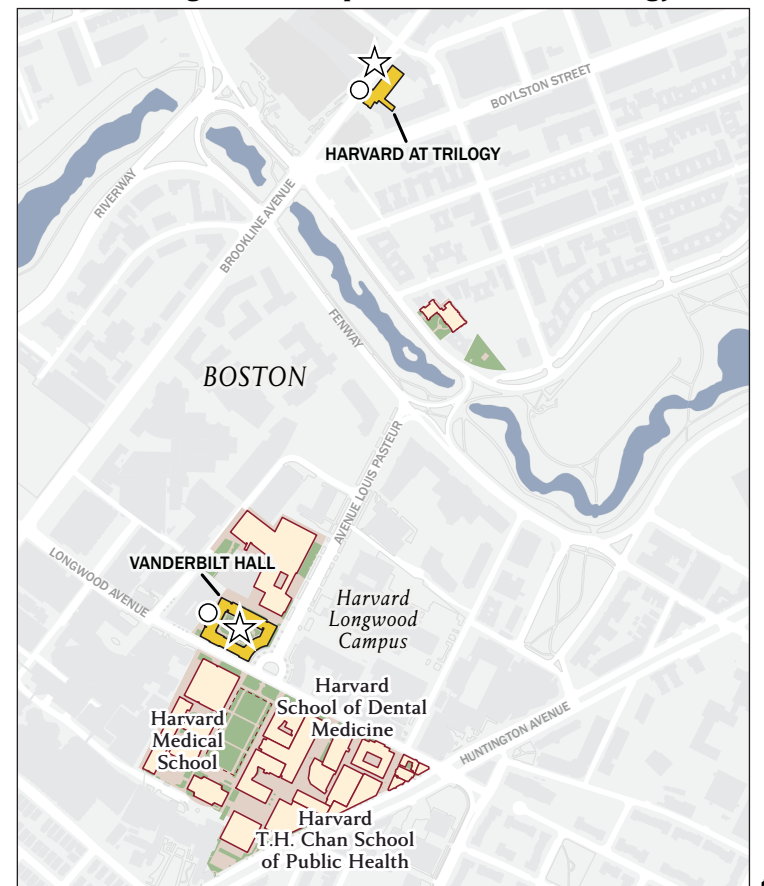 BOYLSTON STREET
HARVARD AT TRILOGY
RIVERWAY
BROOKLINE AVENUE
FENWAY
BOSTON
AVENUE LOUIS PASTEUR
VANDERBILT HALL
LONGWOOD AVENUE
Harvard
Longwood
Campus
Harvard
School of Dental
Medicine
Harvard
Medical
School
HUNTINGTON AVENUE
Harvard
T.H. Chan School
of Public Health